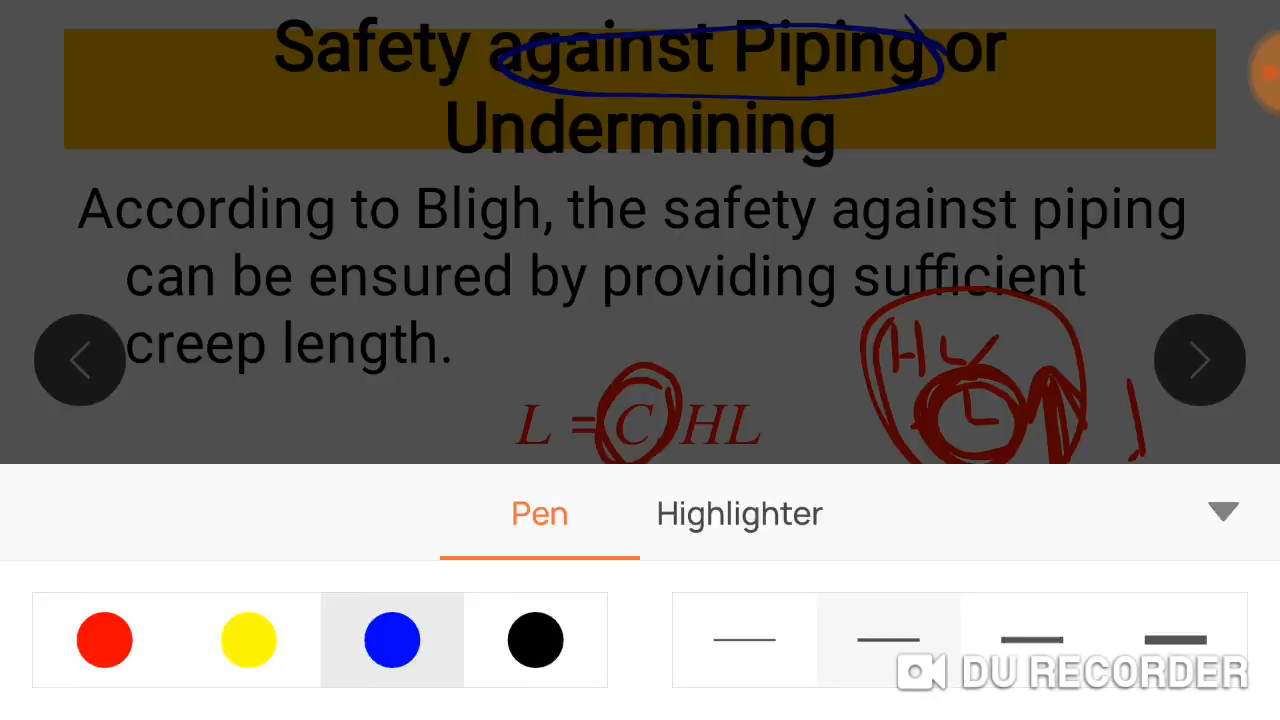 Safety against Piping or
Undermining
According to Bligh, the safety against piping
can be ensured by providing sufficient
creep length.
HL
L
L = C HL
Pen Highlighter
DU RECORDER